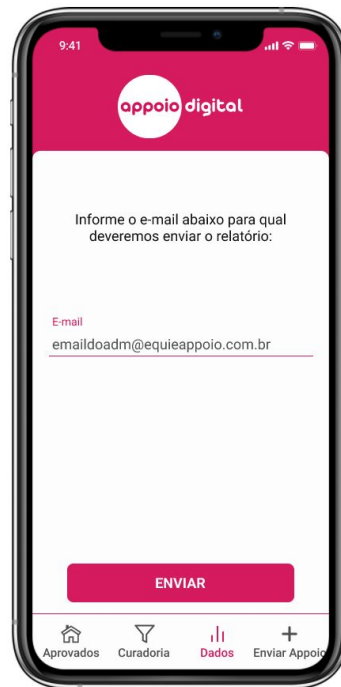 9:41
appoio digital
Informe o e-mail abaixo para qual
deveremos enviar o relatório:
E-mail
emaildoadm@equieappoio.com.br
ENVIAR
Aprovados Curadoria Dados Enviar Appoio